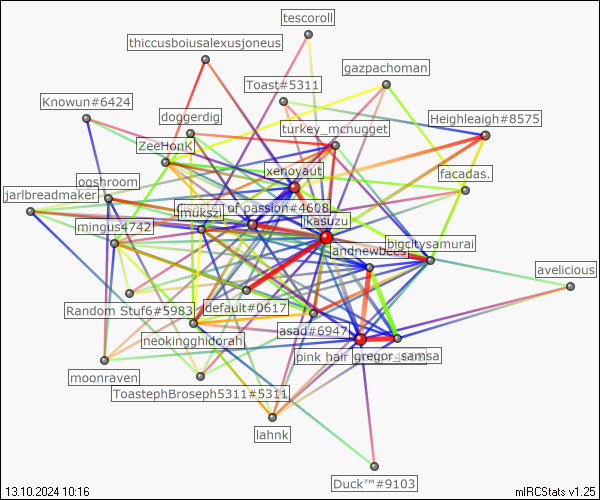 tescoroll
thiccusboiusalexusjoneus
gazpachoman
Toast#5311
Knowun#6424
doggerdig
Heighleaigh#8575
turkey_mcnugget
ZeeHonk
xenoyaut
facadas.
ogshroom
jarlbreadmaker
of passion#4608
mukszi
ikasuzu
mingus4742
bigcitysamurai
andnewbees
avelicious
Random Stuf6#5983
default#0617
asad#6947
neokingghidorah
pink hair
gregor_samsa
moonraven
ToastephBroseph5311#5311
lahnk
Duck™#9103
13.10.2024 10:16
mIRCStats v1.25